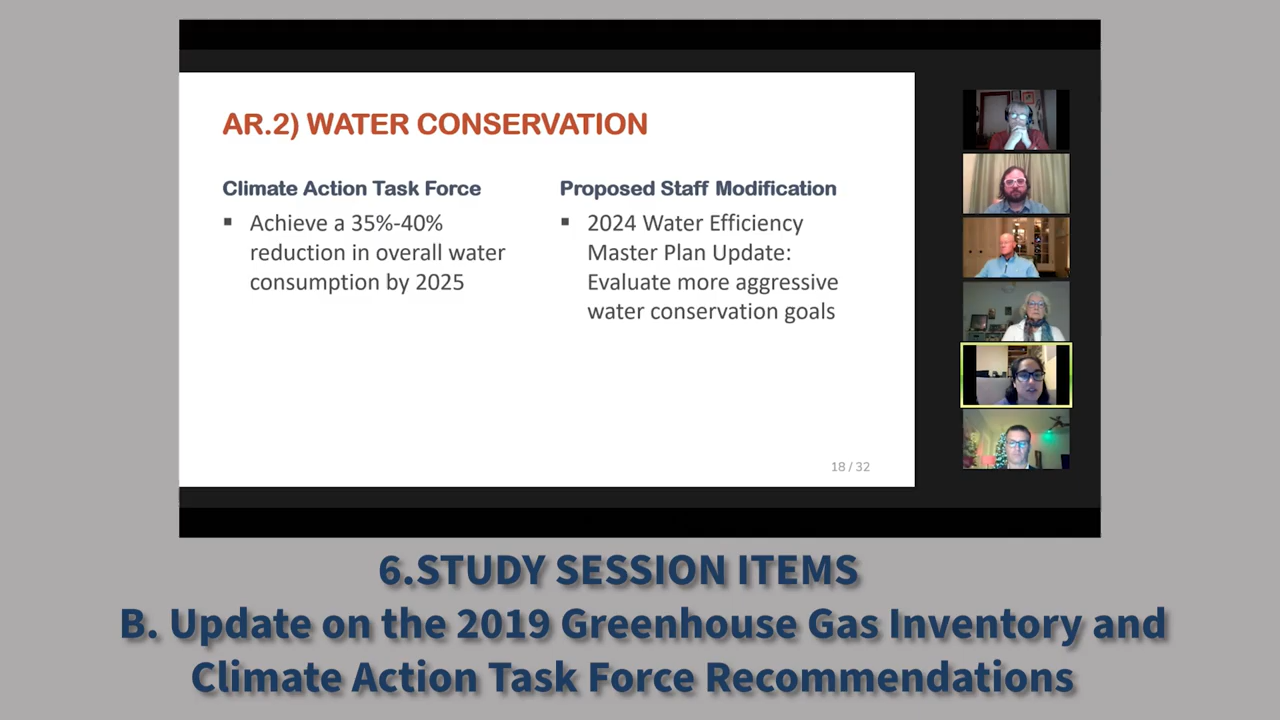 AR.2) WATER CONSERVATION
Climate Action Task Force
▪ Achieve a 35%-40%
reduction in overall water
consumption by 2025
Proposed Staff Modification
▪ 2024 Water Efficiency
Master Plan Update:
Evaluate more aggressive
water conservation goals
18 / 32
6.STUDY SESSION ITEMS
B. Update on the 2019 Greenhouse Gas Inventory and
Climate Action Task Force Recommendations